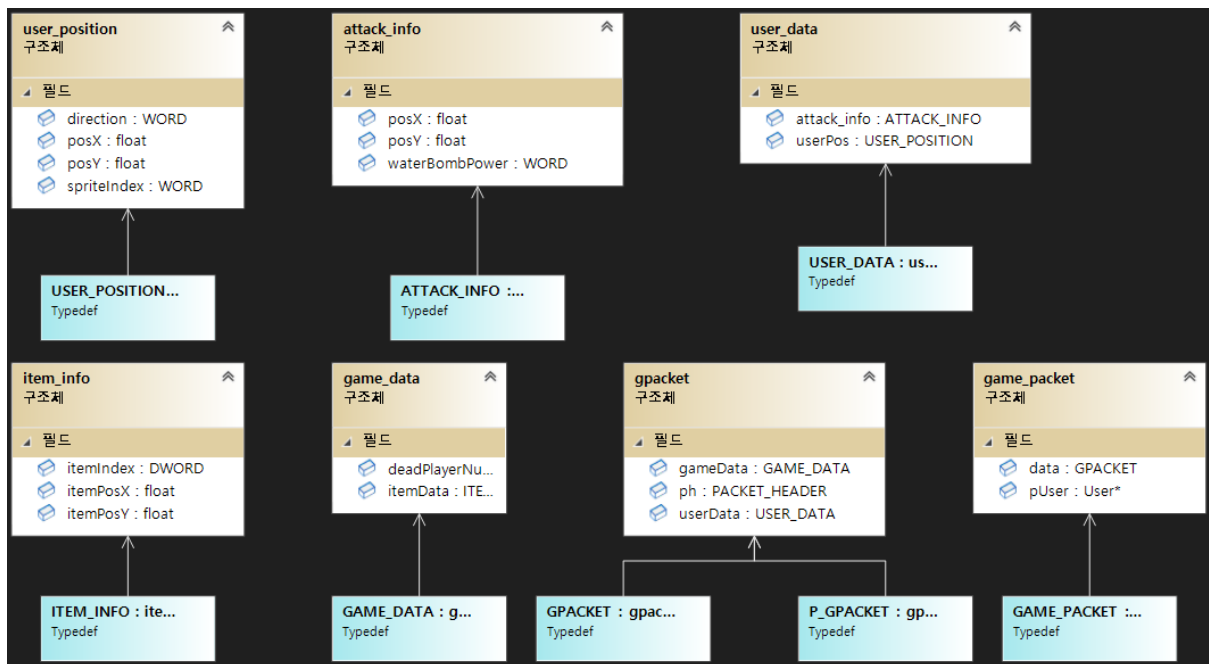 user_position
구조체
필드
direction : WORD
posX : float
posY : float
spriteIndex : WORD
USER_POSITION...
Typedef
attack_info
구조체
필드
posX : float
posY : float
waterBombPower : WORD
ATTACK_INFO :...
Typedef
user_data
구조체
필드
attack_info : ATTACK_INFO
userPos : USER_POSITION
USER_DATA : us...
Typedef
item_info
구조체
필드
itemIndex : DWORD
itemPosX : float
itemPosY : float
ITEM_INFO : ite...
Typedef
game_data
구조체
필드
deadPlayerNu...
itemData : ITE...
GAME_DATA : g...
Typedef
gpacket
구조체
필드
gameData : GAME_DATA
ph : PACKET_HEADER
userData : USER_DATA
GPACKET : gpac...
Typedef
P_GPACKET : gp...
Typedef
game_packet
구조체
필드
data : GPACKET
pUser : User*
GAME_PACKET :...
Typedef